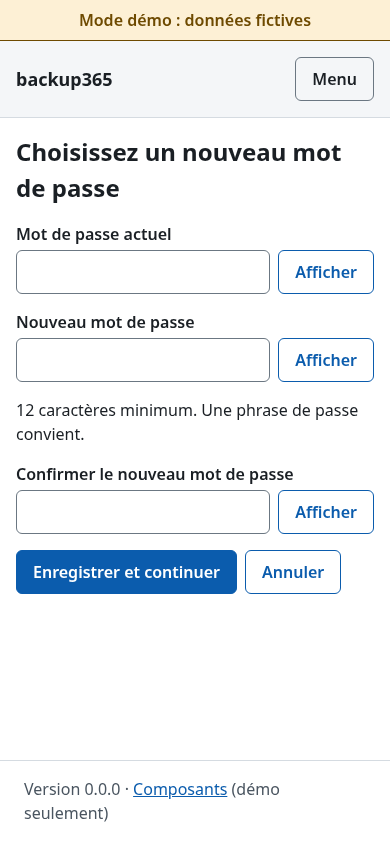 Mode démo : données fictives
backup365
Menu
Choisissez un nouveau mot
de passe
Mot de passe actuel
Afficher
Nouveau mot de passe
Afficher
12 caractères minimum. Une phrase de passe
convient.
Confirmer le nouveau mot de passe
Afficher
Enregistrer et continuer
Annuler
Version 0.0.0 · Composants (démo
seulement)